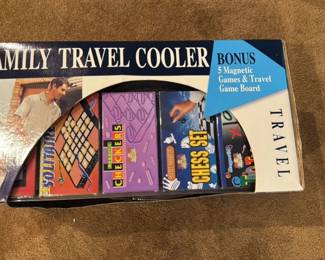 AMILY TRAVEL COOLER
BONUS
5 Magnetic
Games & Travel
Game Board
TRAVEL
SOLITAIRE
CHECKERS
CHESS SET